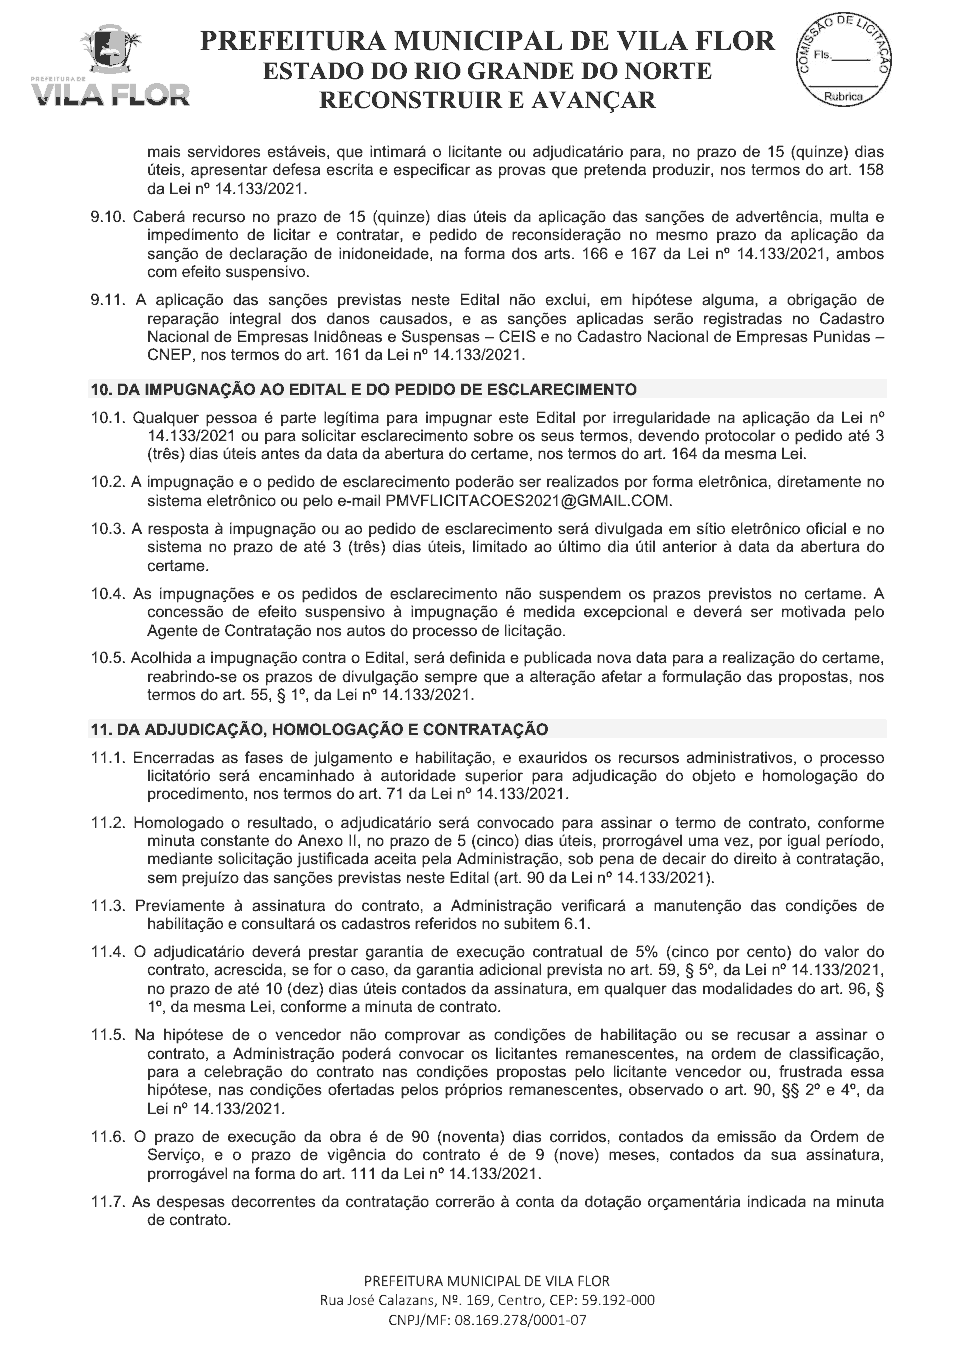 PREFEITURA DE
VILA FLOR
PREFEITURA MUNICIPAL DE VILA FLOR
ESTADO DO RIO GRANDE DO NORTE
RECONSTRUIR E AVANÇAR
COMISSÃO DE LICITAÇÃO
Fls.
Rubrica
mais servidores estáveis, que intimará o licitante ou adjudicatário para, no prazo de 15 (quinze) dias
úteis, apresentar defesa escrita e especificar as provas que pretenda produzir, nos termos do art. 158
da Lei nº 14.133/2021.
9.10. Caberá recurso no prazo de 15 (quinze) dias úteis da aplicação das sanções de advertência, multa e
impedimento de licitar e contratar, e pedido de reconsideração no mesmo prazo da aplicação da
sanção de declaração de inidoneidade, na forma dos arts. 166 e 167 da Lei nº 14.133/2021, ambos
com efeito suspensivo.
9.11. A aplicação das sanções previstas neste Edital não exclui, em hipótese alguma, a obrigação de
reparação integral dos danos causados, e as sanções aplicadas serão registradas no Cadastro
Nacional de Empresas Inidôneas e Suspensas – CEIS e no Cadastro Nacional de Empresas Punidas –
CNEP, nos termos do art. 161 da Lei nº 14.133/2021.
10. DA IMPUGNAÇÃO AO EDITAL E DO PEDIDO DE ESCLARECIMENTO
10.1. Qualquer pessoa é parte legítima para impugnar este Edital por irregularidade na aplicação da Lei nº
14.133/2021 ou para solicitar esclarecimento sobre os seus termos, devendo protocolar o pedido até 3
(três) dias úteis antes da data da abertura do certame, nos termos do art. 164 da mesma Lei.
10.2. A impugnação e o pedido de esclarecimento poderão ser realizados por forma eletrônica, diretamente no
sistema eletrônico ou pelo e-mail PMVFLICITACOES2021@GMAIL.COM.
10.3. A resposta à impugnação ou ao pedido de esclarecimento será divulgada em sítio eletrônico oficial e no
sistema no prazo de até 3 (três) dias úteis, limitado ao último dia útil anterior à data da abertura do
certame.
10.4. As impugnações e os pedidos de esclarecimento não suspendem os prazos previstos no certame. A
concessão de efeito suspensivo à impugnação é medida excepcional e deverá ser motivada pelo
Agente de Contratação nos autos do processo de licitação.
10.5. Acolhida a impugnação contra o Edital, será definida e publicada nova data para a realização do certame,
reabrindo-se os prazos de divulgação sempre que a alteração afetar a formulação das propostas, nos
termos do art. 55, § 1º, da Lei nº 14.133/2021.
11. DA ADJUDICAÇÃO, HOMOLOGAÇÃO E CONTRATAÇÃO
11.1. Encerradas as fases de julgamento e habilitação, e exauridos os recursos administrativos, o processo
licitatório será encaminhado à autoridade superior para adjudicação do objeto e homologação do
procedimento, nos termos do art. 71 da Lei nº 14.133/2021.
11.2. Homologado o resultado, o adjudicatário será convocado para assinar o termo de contrato, conforme
minuta constante do Anexo II, no prazo de 5 (cinco) dias úteis, prorrogável uma vez, por igual período,
mediante solicitação justificada aceita pela Administração, sob pena de decair do direito à contratação,
sem prejuízo das sanções previstas neste Edital (art. 90 da Lei nº 14.133/2021).
11.3. Previamente à assinatura do contrato, a Administração verificará a manutenção das condições de
habilitação e consultará os cadastros referidos no subitem 6.1.
11.4. O adjudicatário deverá prestar garantia de execução contratual de 5% (cinco por cento) do valor do
contrato, acrescida, se for o caso, da garantia adicional prevista no art. 59, § 5º, da Lei nº 14.133/2021,
no prazo de até 10 (dez) dias úteis contados da assinatura, em qualquer das modalidades do art. 96, §
1º, da mesma Lei, conforme a minuta de contrato.
11.5. Na hipótese de o vencedor não comprovar as condições de habilitação ou se recusar a assinar o
contrato, a Administração poderá convocar os licitantes remanescentes, na ordem de classificação,
para a celebração do contrato nas condições propostas pelo licitante vencedor ou, frustrada essa
hipótese, nas condições ofertadas pelos próprios remanescentes, observado o art. 90, §§ 2º e 4º, da
Lei nº 14.133/2021.
11.6. O prazo de execução da obra é de 90 (noventa) dias corridos, contados da emissão da Ordem de
Serviço, e o prazo de vigência do contrato é de 9 (nove) meses, contados da sua assinatura,
prorrogável na forma do art. 111 da Lei nº 14.133/2021.
11.7. As despesas decorrentes da contratação correrão à conta da dotação orçamentária indicada na minuta
de contrato.
PREFEITURA MUNICIPAL DE VILA FLOR
Rua José Calazans, Nº. 169, Centro, CEP: 59.192-000
CNPJ/MF: 08.169.278/0001-07